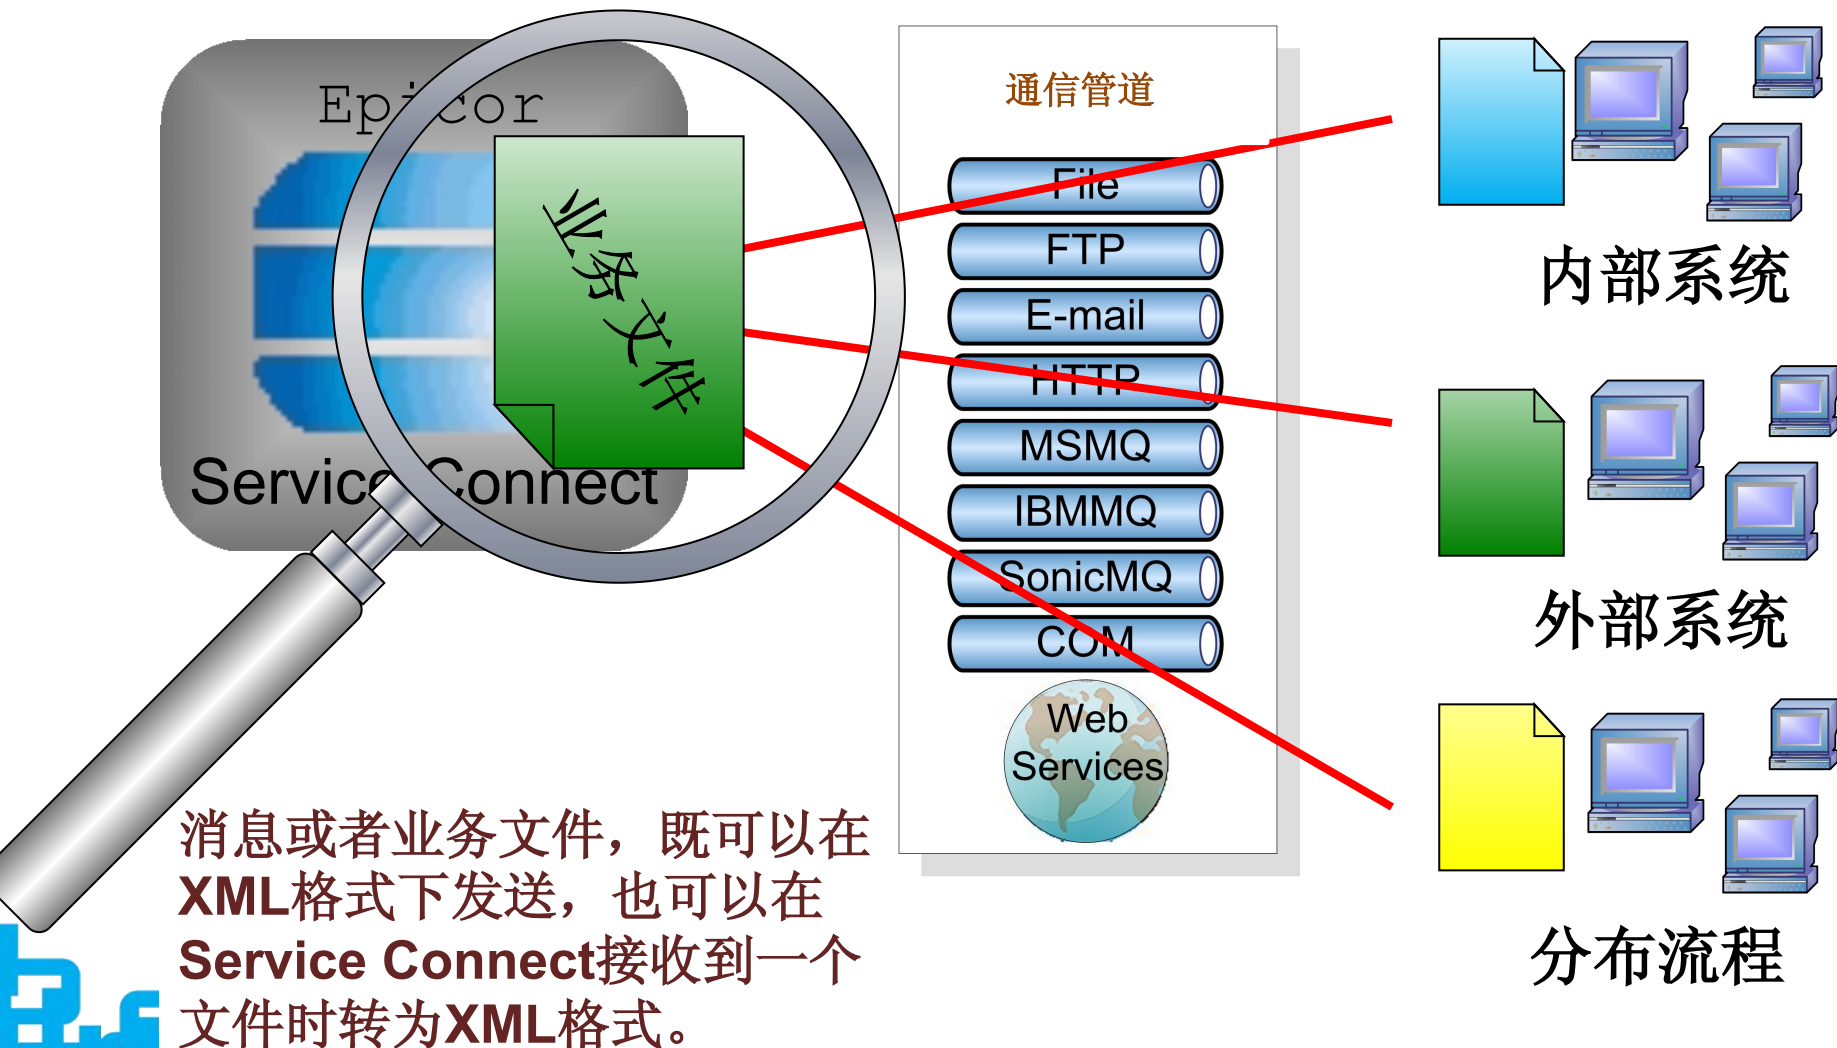 Epicor
Service Connect
业务文件
通信管道
File
FTP
E-mail
HTTP
MSMQ
IBMMQ
SonicMQ
COM
Web
Services
内部系统
外部系统
分布流程
消息或者业务文件，既可以在
XML格式下发送，也可以在
Service Connect接收到一个
文件时转为XML格式。